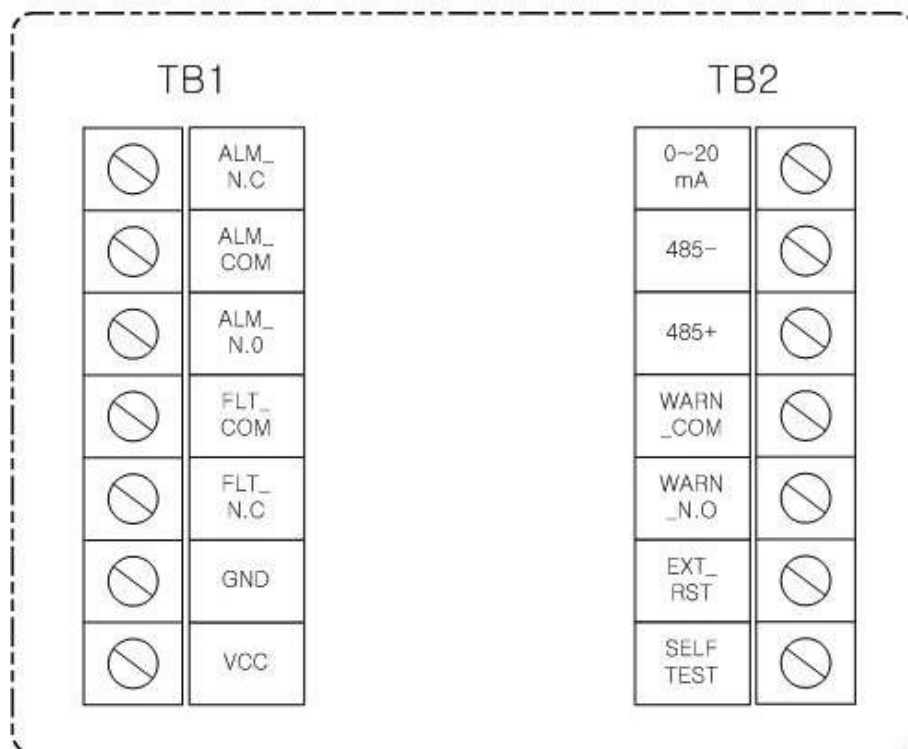 TB1
ALM_
N.C
ALM_
COM
ALM_
N.0
FLT_
COM
FLT_
N.C
GND
VCC
TB2
0~20
mA
485-
485+
WARN
_COM
WARN
_N.O
EXT_
RST
SELF
TEST